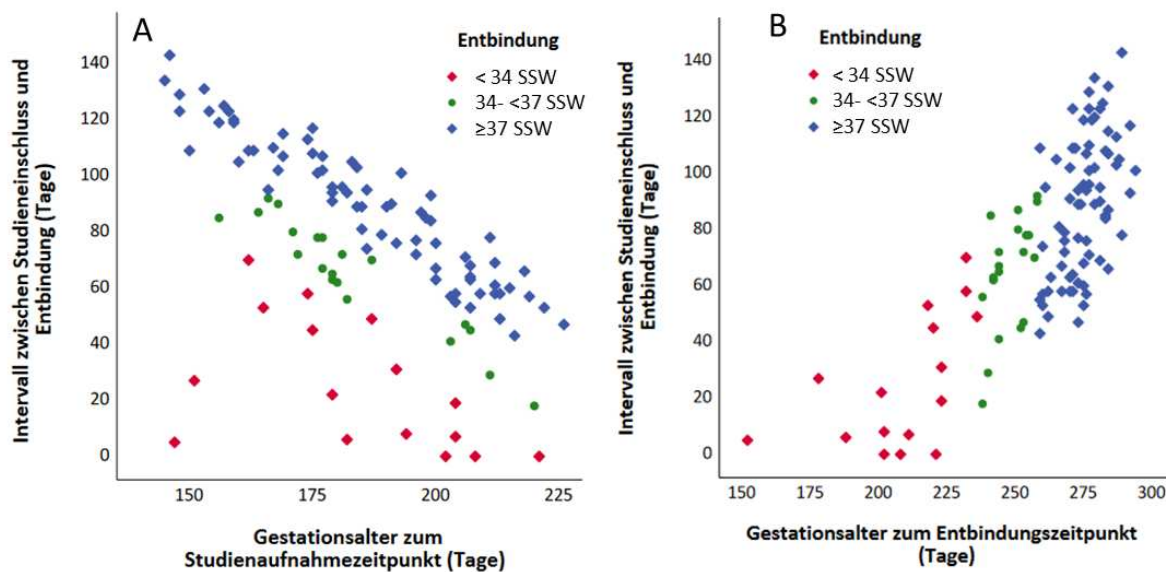 A
Intervall zwischen Studieneinschluss und
Entbindung (Tage)
140
120
100
80
60
40
20
0
Entbindung
< 34 SSW
34- <37 SSW
≥37 SSW
150
175
200
225
Gestationsalter zum
Studienaufnahmezeitpunkt (Tage)
B
Intervall zwischen Studieneinschluss und
Entbindung (Tage)
140
120
100
80
60
40
20
0
Entbindung
< 34 SSW
34- <37 SSW
≥37 SSW
150
175
200
225
250
275
300
Gestationsalter zum Entbindungszeitpunkt
(Tage)